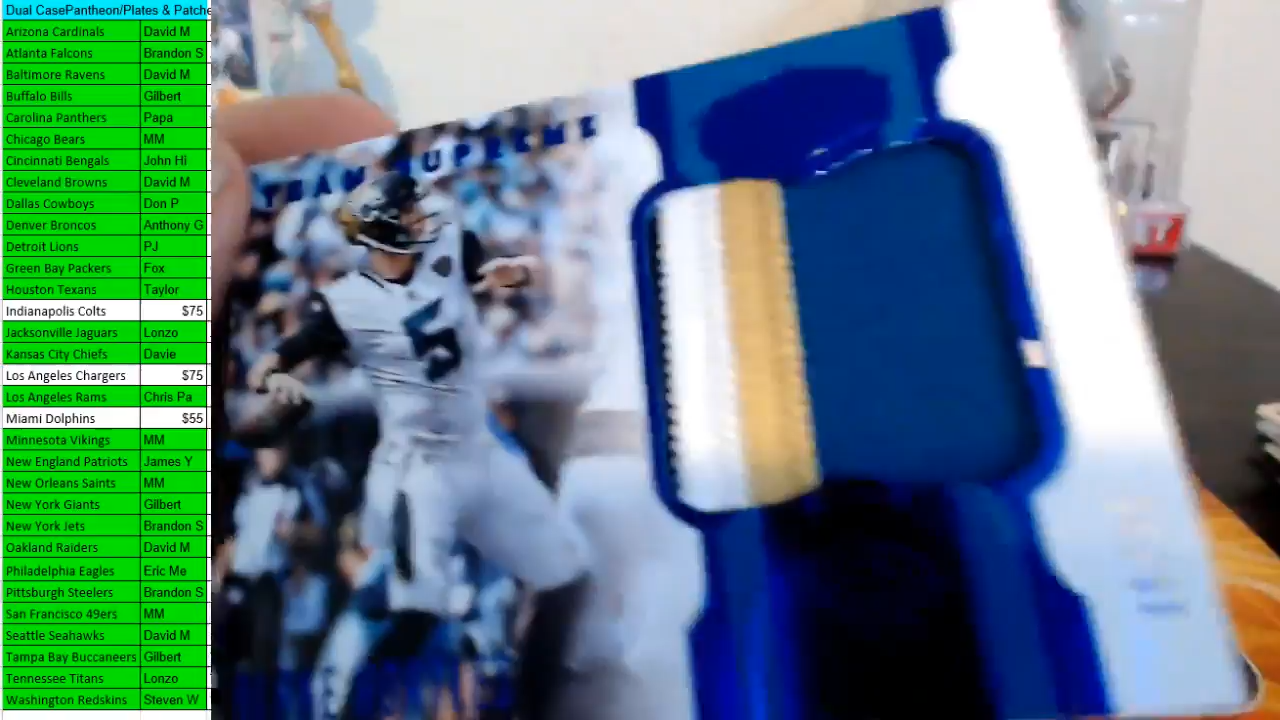 Dual CasePantheon/Plates & Patche
Arizona Cardinals David M
Atlanta Falcons Brandon S
Baltimore Ravens David M
Buffalo Bills Gilbert
Carolina Panthers Papa
Chicago Bears MM
Cincinnati Bengals John Hi
Cleveland Browns David M
Dallas Cowboys Don P
Denver Broncos Anthony G
Detroit Lions PJ
Green Bay Packers Fox
Houston Texans Taylor
Indianapolis Colts $75
Jacksonville Jaguars Lonzo
Kansas City Chiefs Davie
Los Angeles Chargers $75
Los Angeles Rams Chris Pa
Miami Dolphins $55
Minnesota Vikings MM
New England Patriots James Y
New Orleans Saints MM
New York Giants Gilbert
New York Jets Brandon S
Oakland Raiders David M
Philadelphia Eagles Eric Me
Pittsburgh Steelers Brandon S
San Francisco 49ers MM
Seattle Seahawks David M
Tampa Bay Buccaneers Gilbert
Tennessee Titans Lonzo
Washington Redskins Steven W
TEAM SUPREME
5